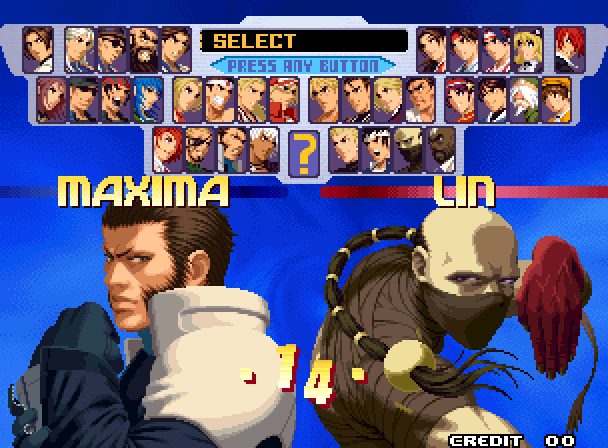 SELECT
PRESS ANY BUTTON
?
MAXIMA
LIN
·14·
CREDIT 00